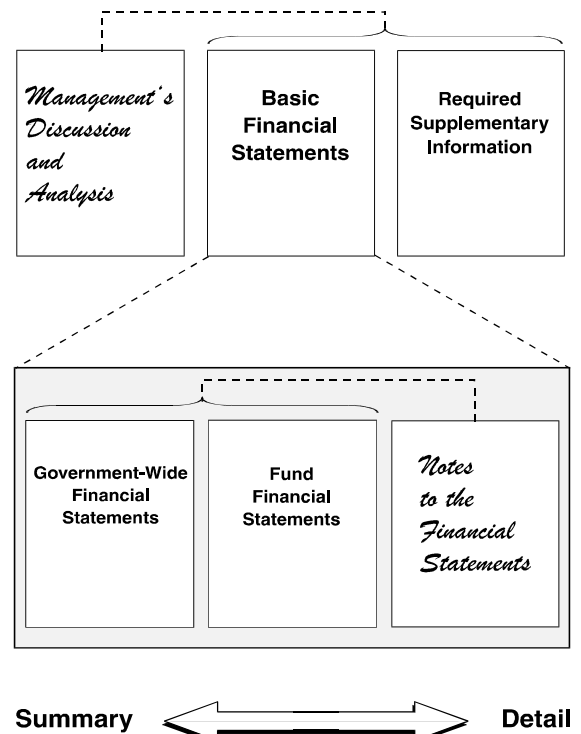 Management's
Discussion
and
Analysis
Basic
Financial
Statements
Required
Supplementary
Information
Government-Wide
Financial
Statements
Fund
Financial
Statements
Notes
to the
Financial
Statements
Summary
Detail